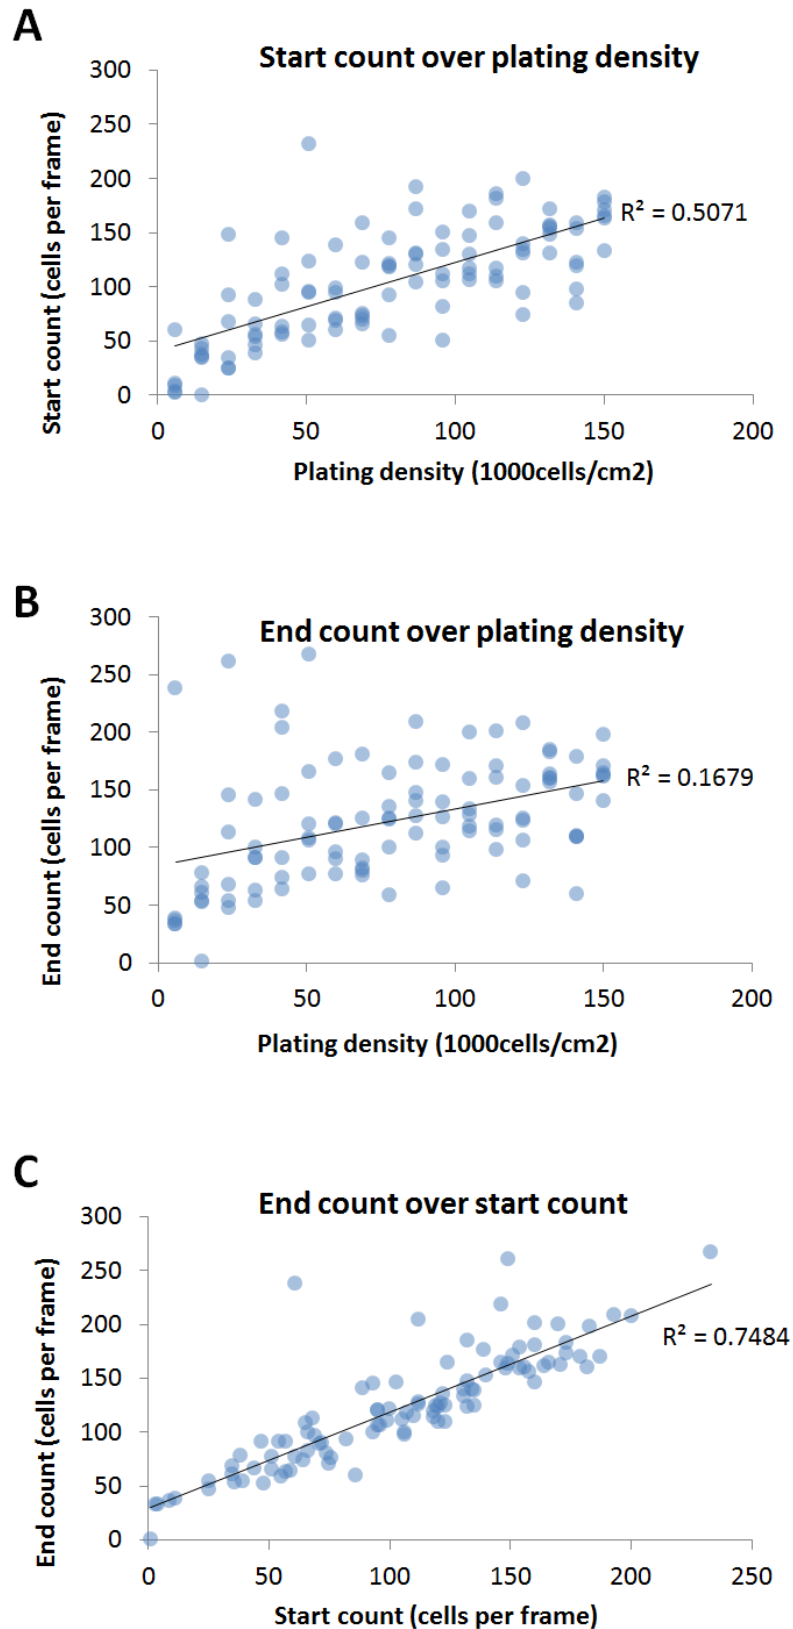 A
Start count over plating density
300
250
200
150
100
50
0
R² = 0.5071
0 50 100 150 200
Start count (cells per frame)
Plating density (1000cells/cm2)
B
End count over plating density
300
250
200
150
100
50
0
R² = 0.1679
0 50 100 150 200
End count (cells per frame)
Plating density (1000cells/cm2)
C
End count over start count
300
250
200
150
100
50
0
R² = 0.7484
0 50 100 150 200 250
End count (cells per frame)
Start count (cells per frame)